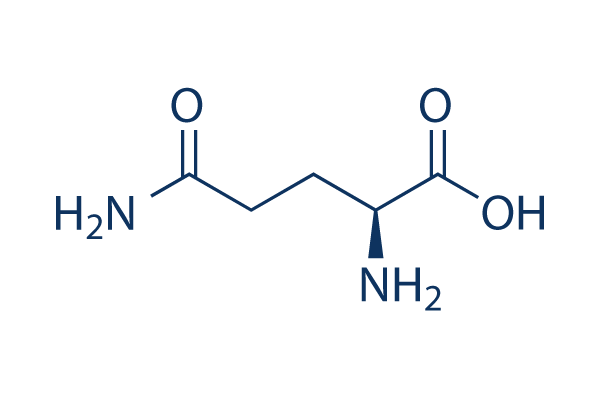 O O
H₂N OH
NH₂